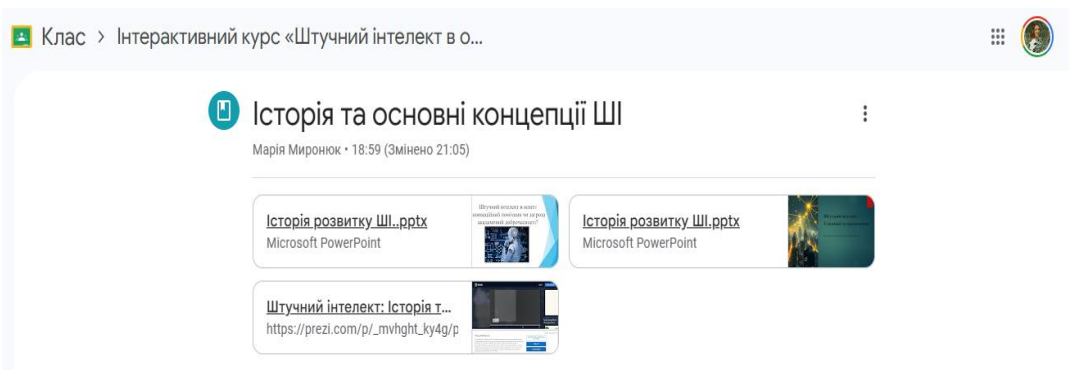 Клас > Інтерактивний курс «Штучний інтелект в о...
Історія та основні концепції ШІ
Марія Миронюк • 18:59 (Змінено 21:05)
Історія розвитку ШІ..pptx
Microsoft PowerPoint
Історія розвитку ШІ.pptx
Microsoft PowerPoint
Штучний інтелект: Історія т...
https://prezi.com/p/_mvhght_ky4g/p